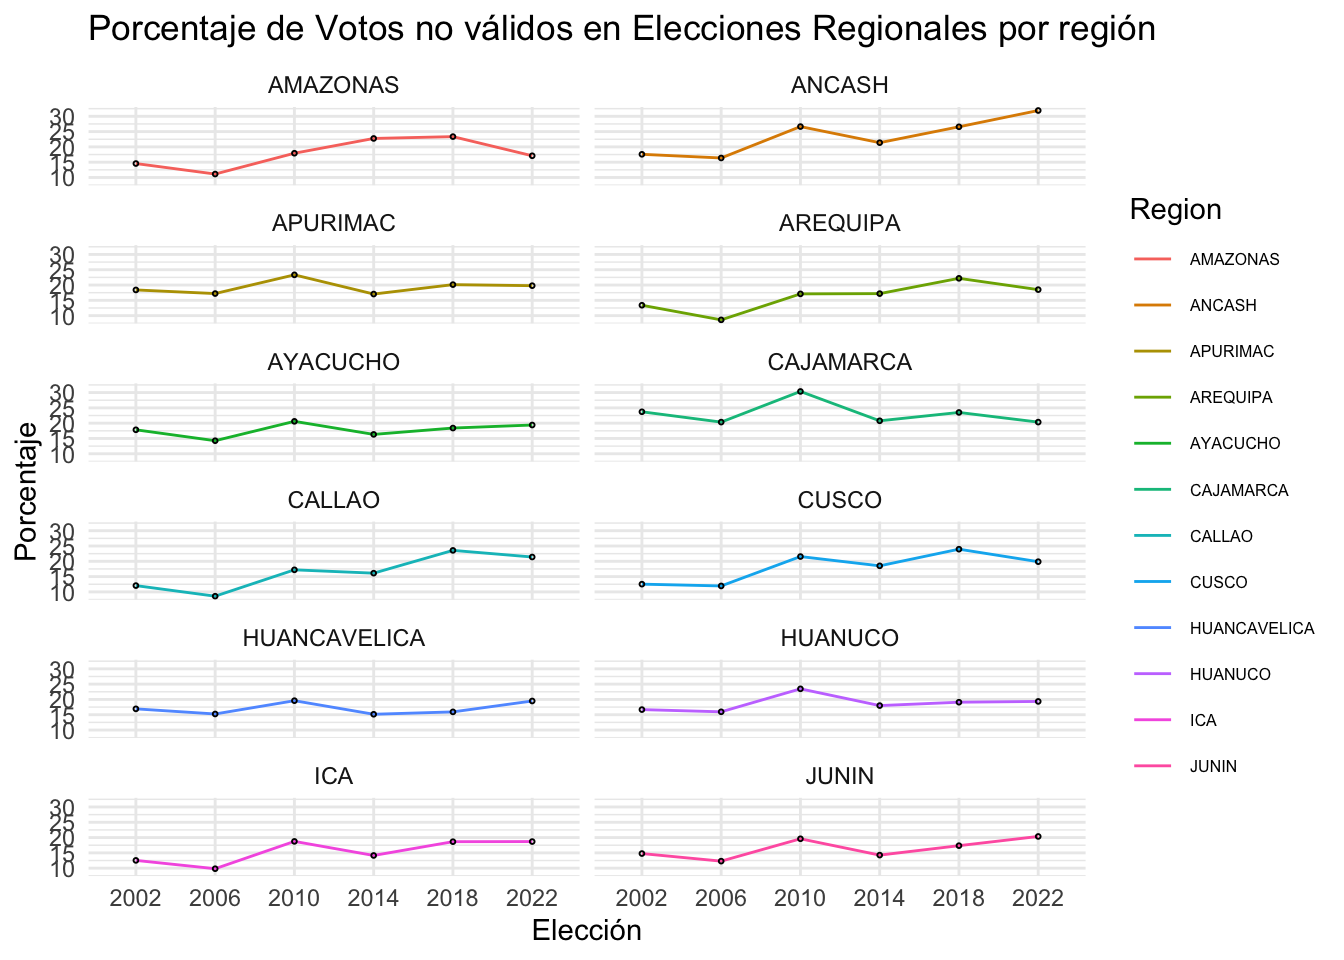 Porcentaje de Votos no válidos en Elecciones Regionales por región
AMAZONAS
ANCASH
30
25
20
15
10
APURIMAC
AREQUIPA
30
25
20
15
10
AYACUCHO
CAJAMARCA
30
25
20
15
10
CALLAO
CUSCO
30
25
20
15
10
HUANCAVELICA
HUANUCO
30
25
20
15
10
ICA
JUNIN
30
25
20
15
10
2002 2006 2010 2014 2018 2022
2002 2006 2010 2014 2018 2022
Elección
Porcentaje
Region
AMAZONAS
ANCASH
APURIMAC
AREQUIPA
AYACUCHO
CAJAMARCA
CALLAO
CUSCO
HUANCAVELICA
HUANUCO
ICA
JUNIN